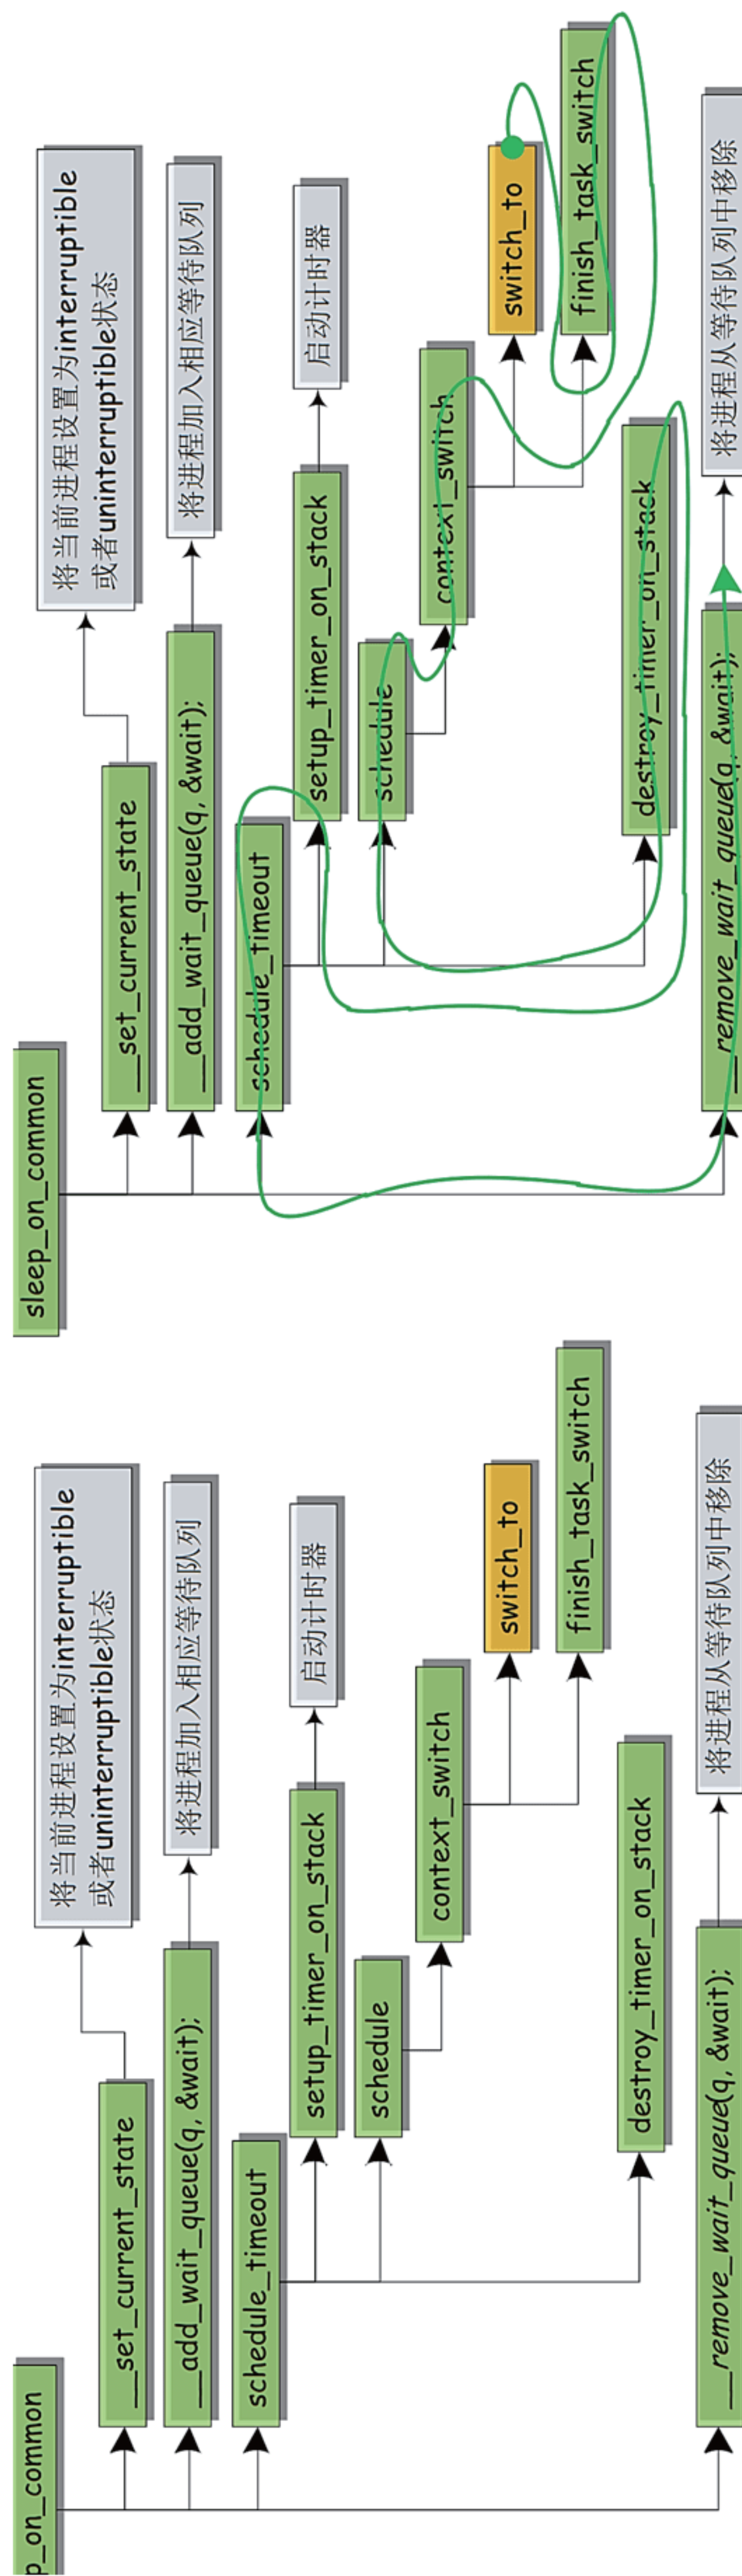 p_on_common
__set_current_state
将当前进程设置为interruptible
或者uninterruptible状态
__add_wait_queue(q, &wait);
将进程加入相应等待队列
schedule_timeout
setup_timer_on_stack
启动计时器
schedule
context_switch
switch_to
finish_task_switch
destroy_timer_on_stack
__remove_wait_queue(q, &wait);
将进程从等待队列中移除
sleep_on_common
__set_current_state
将当前进程设置为interruptible
或者uninterruptible状态
__add_wait_queue(q, &wait);
将进程加入相应等待队列
schedule_timeout
setup_timer_on_stack
启动计时器
schedule
context_switch
switch_to
finish_task_switch
destroy_timer_on_stack
__remove_wait_queue(q, &wait);
将进程从等待队列中移除